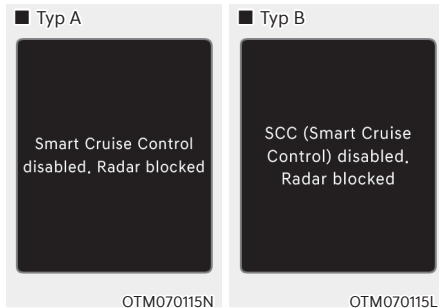 ■ Typ A
Smart Cruise Control
disabled. Radar blocked
OTM070115N
■ Typ B
SCC (Smart Cruise
Control) disabled.
Radar blocked
OTM070115L